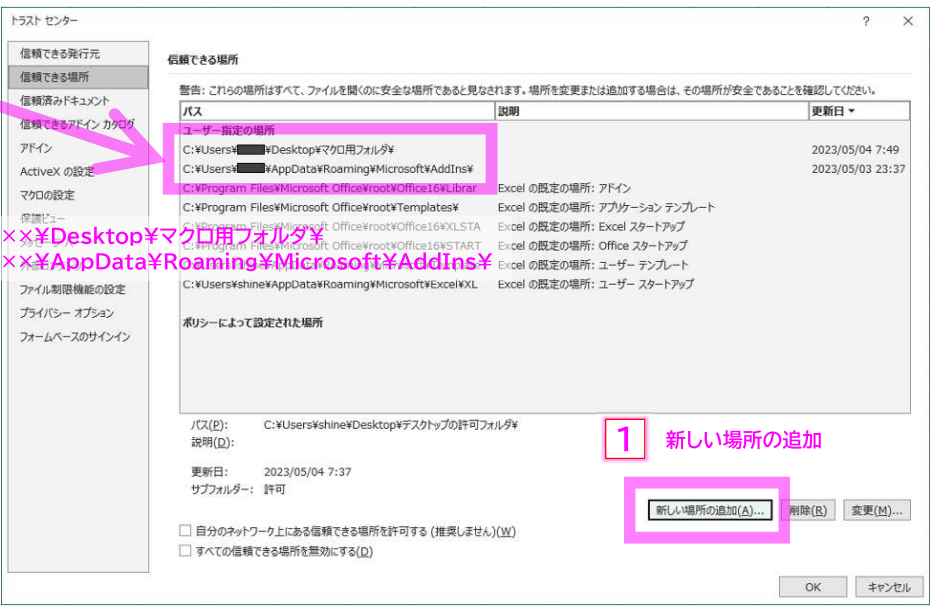 トラスト センター
? ×
信頼できる発行元
信頼できる場所
信頼済みドキュメント
信頼できるアドイン カタログ
アドイン
ActiveX の設定
マクロの設定
保護ビュー
ファイル制限機能の設定
プライバシー オプション
フォームベースのサインイン
信頼できる場所
警告: これらの場所はすべて、ファイルを開くのに安全な場所であると見なされます。場所を変更または追加する場合は、その場所が安全であることを確認してください。
パス 説明 更新日
ユーザー指定の場所
C:¥Users¥ ¥Desktop¥マクロ用フォルダ¥ 2023/05/04 7:49
C:¥Users¥ ¥AppData¥Roaming¥Microsoft¥AddIns¥ 2023/05/03 23:37
C:¥Program Files¥Microsoft Office¥root¥Office16¥Librar Excel の既定の場所: アドイン
C:¥Program Files¥Microsoft Office¥root¥Templates¥ Excel の既定の場所: アプリケーション テンプレート
C:¥Program Files¥Microsoft Office¥root¥Office16¥XLSTA Excel の既定の場所: Excel スタートアップ
××¥Desktop¥マクロ用フォルダ¥
C:¥Program Files¥Microsoft Office¥root¥Office16¥START Excel の既定の場所: Office スタートアップ
××¥AppData¥Roaming¥Microsoft¥AddIns¥
Excel の既定の場所: ユーザー テンプレート
C:¥Users¥shine¥AppData¥Roaming¥Microsoft¥Excel¥XL Excel の既定の場所: ユーザー スタートアップ
ポリシーによって設定された場所
パス(P): C:¥Users¥shine¥Desktop¥デスクトップの許可フォルダ¥
説明(D):
更新日: 2023/05/04 7:37
サブフォルダー: 許可
1 新しい場所の追加
新しい場所の追加(A)... 削除(R) 変更(M)...
自分のネットワーク上にある信頼できる場所を許可する (推奨しません)(W)
すべての信頼できる場所を無効にする(D)
OK キャンセル